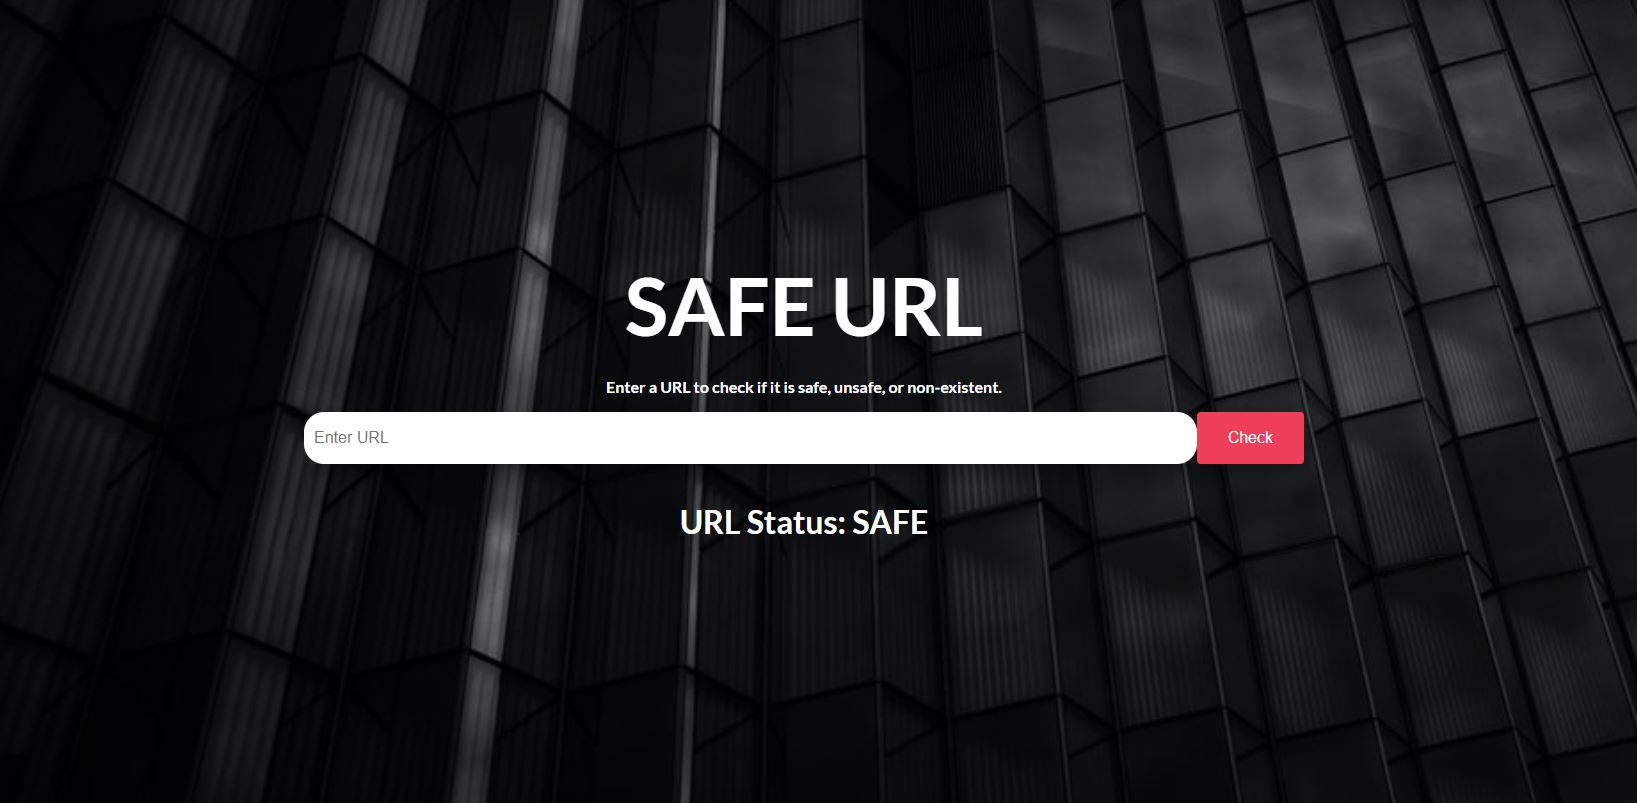 SAFE URL
Enter a URL to check if it is safe, unsafe, or non-existent.
Enter URL
Check
URL Status: SAFE